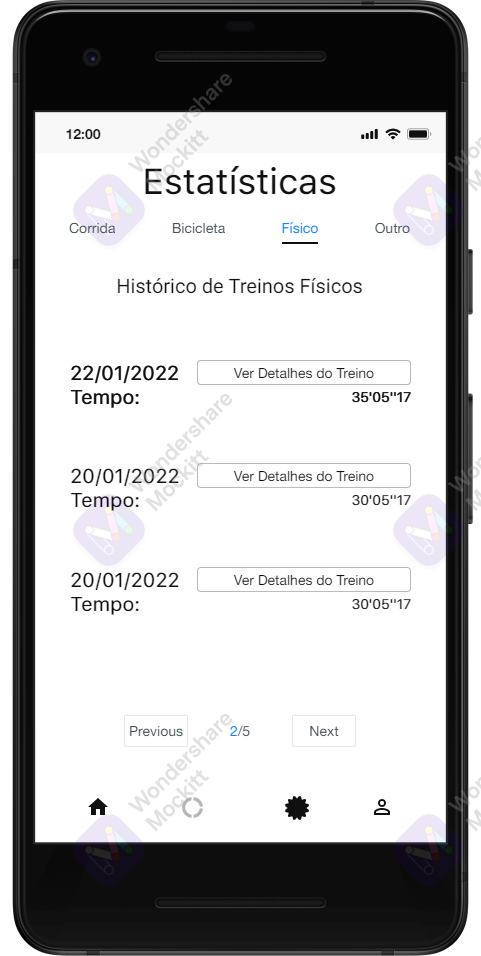 12:00
Estatísticas
Corrida Bicicleta Físico Outro
Histórico de Treinos Físicos
22/01/2022 Ver Detalhes do Treino
Tempo: 35'05"17
20/01/2022 Ver Detalhes do Treino
Tempo: 30'05"17
20/01/2022 Ver Detalhes do Treino
Tempo: 30'05"17
Previous 2/5 Next
Wondershare
Mockitt
Wondershare
Mockitt
Wondershare
Mockitt